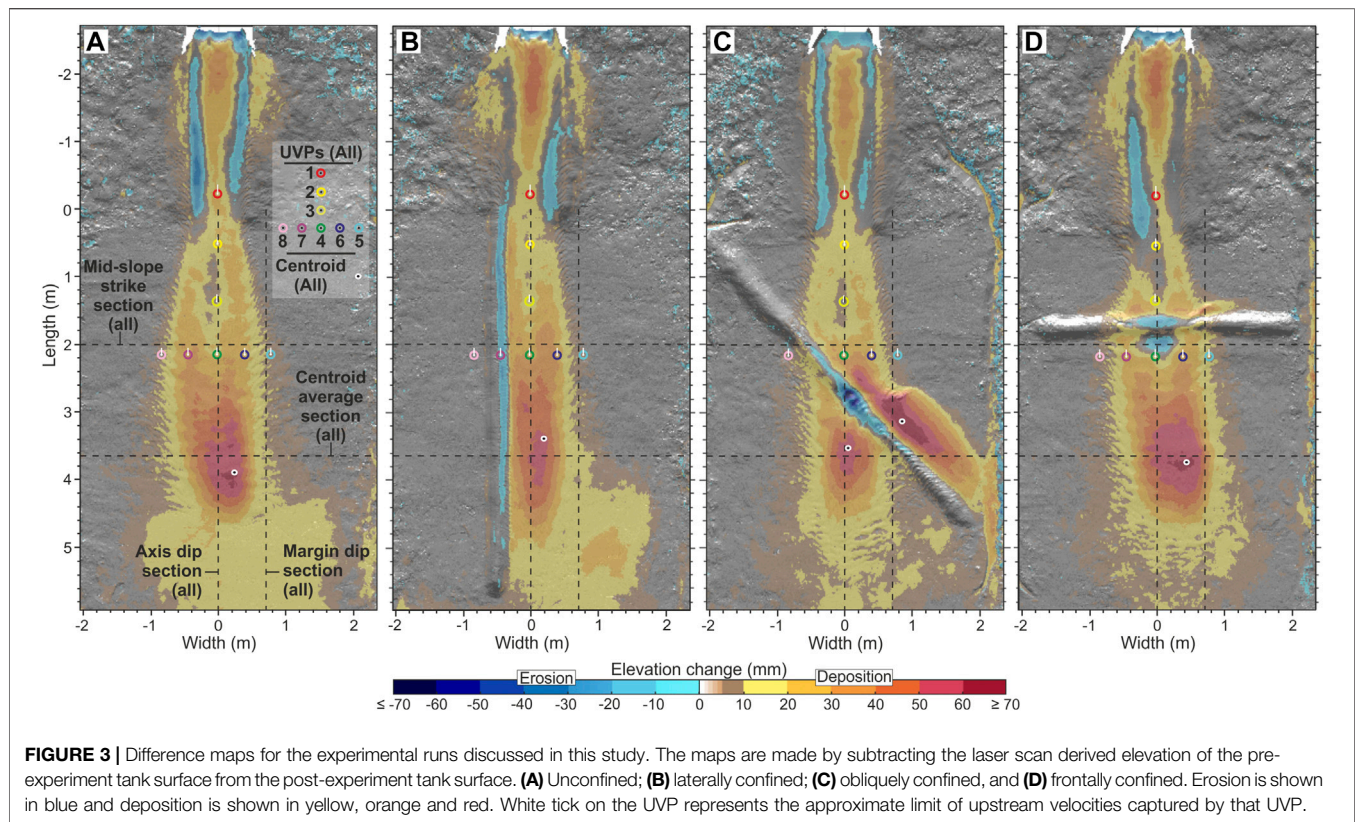 A
B
C
D
-2
-1
0
1
2
3
4
5
Length (m)
UVPs (All)
1
2
3
8 7 4 6 5
Centroid
(All)
Mid-slope
strike
section
(all)
Centroid
average
section
(all)
Axis dip
section
(all)
Margin dip
section
(all)
-2 -1 0 1 2
Width (m)
-2 -1 0 1 2
Width (m)
-2 -1 0 1 2
Width (m)
-2 -1 0 1 2
Width (m)
Erosion
Elevation change (mm)
Deposition
≤ -70 -60 -50 -40 -30 -20 -10 0 10 20 30 40 50 60 ≥ 70
FIGURE 3 | Difference maps for the experimental runs discussed in this study. The maps are made by subtracting the laser scan derived elevation of the pre-
experiment tank surface from the post-experiment tank surface. (A) Unconfined; (B) laterally confined; (C) obliquely confined, and (D) frontally confined. Erosion is shown
in blue and deposition is shown in yellow, orange and red. White tick on the UVP represents the approximate limit of upstream velocities captured by that UVP.